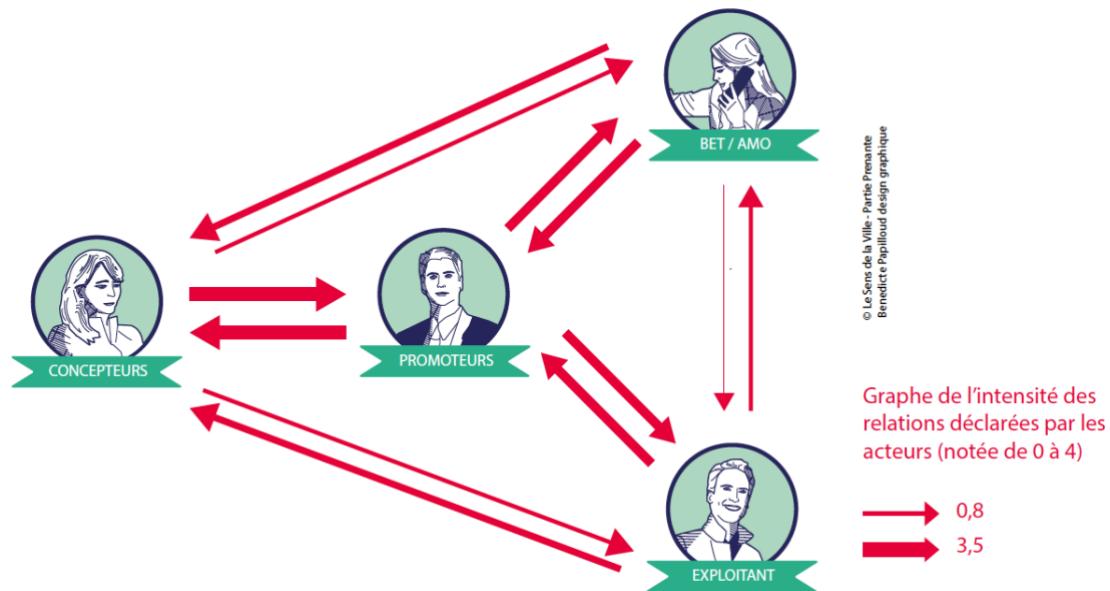 BET / AMO
© Le Sens de la Ville - Partie Prenante
Benedicte Papilloud design graphique
CONCEPTEURS
PROMOTEURS
EXPLOITANT
Graphe de l'intensité des
relations déclarées par les
acteurs (notée de 0 à 4)
0,8
3,5